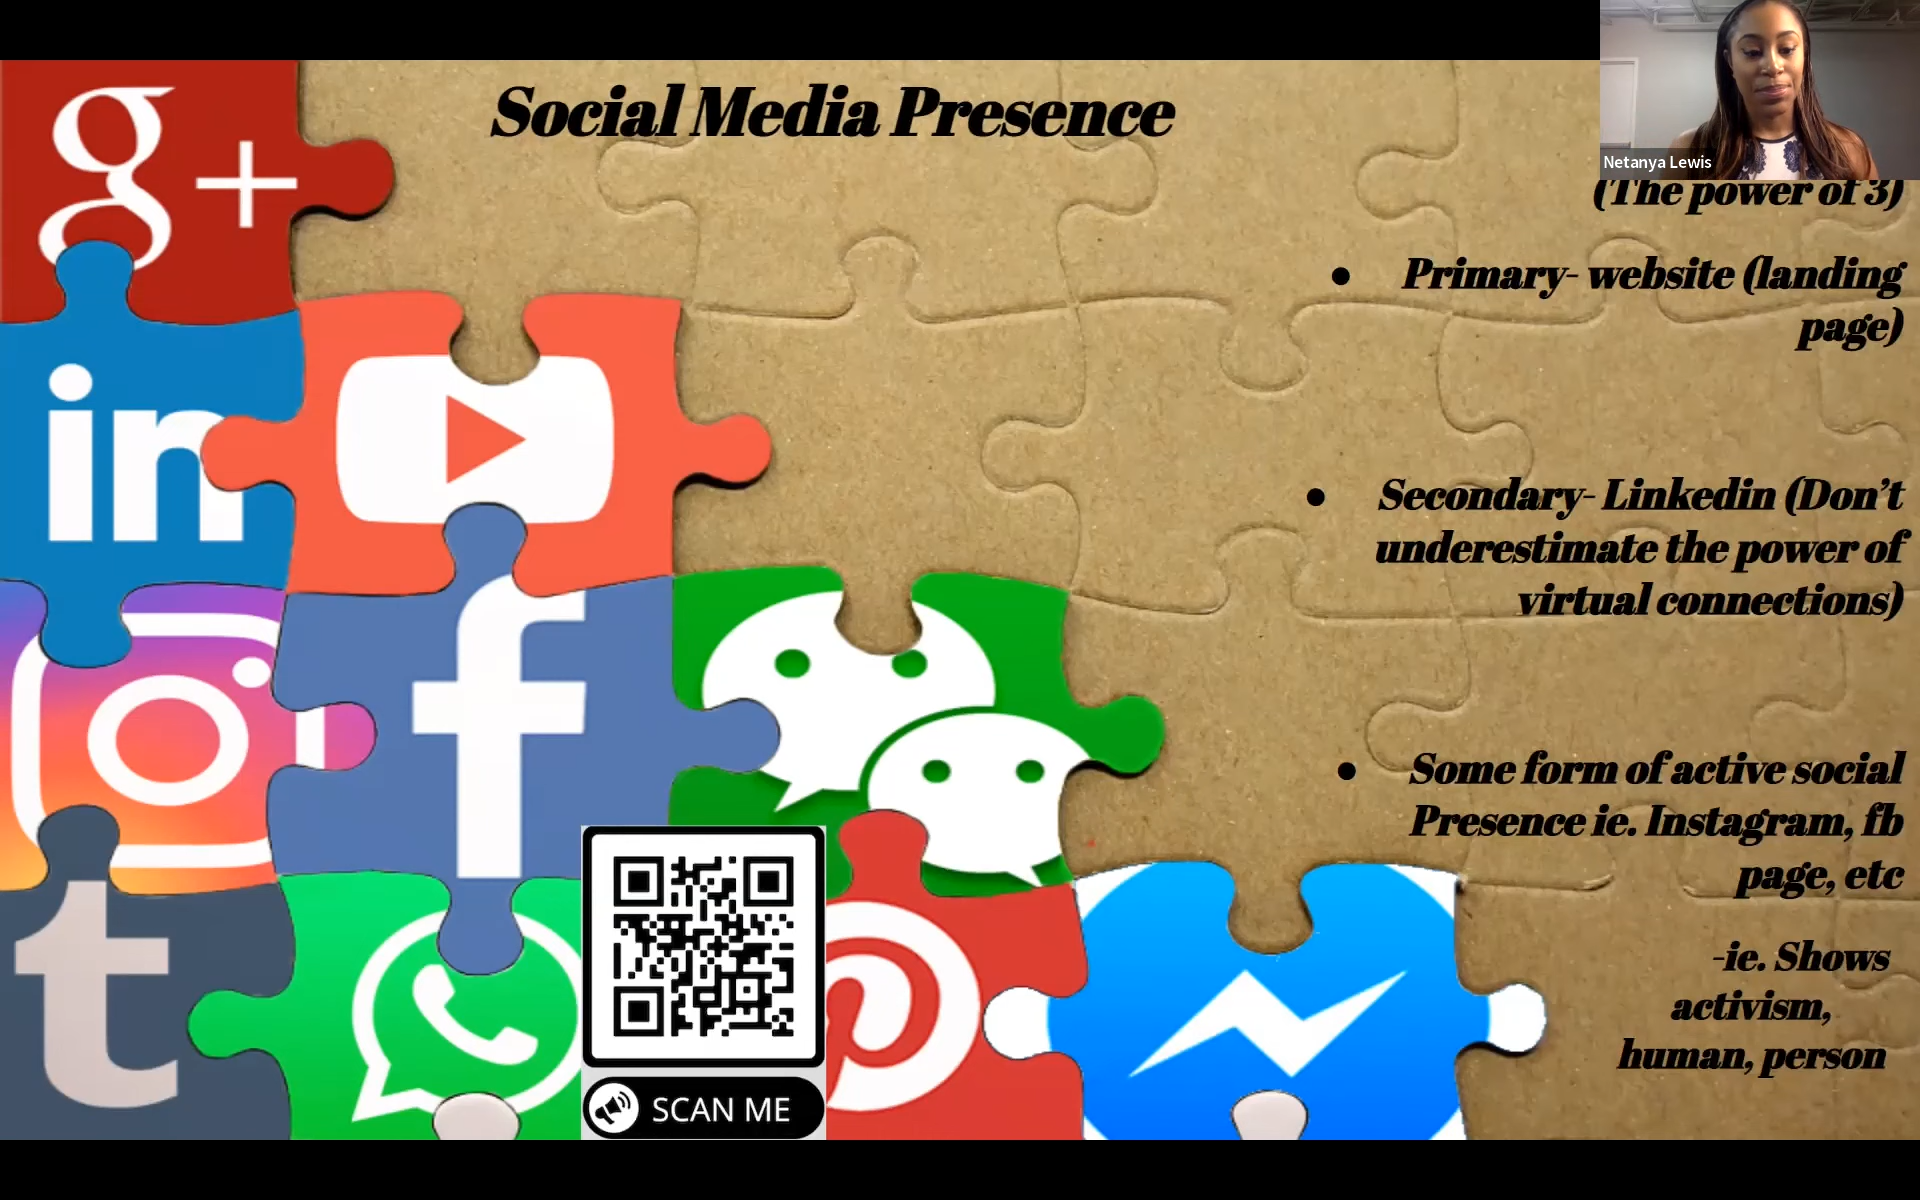 Social Media Presence
Netanya Lewis
(The power of 3)
● Primary- website (landing
page)
● Secondary- Linkedin (Don't
underestimate the power of
virtual connections)
● Some form of active social
Presence ie. Instagram, fb
page, etc
-ie. Shows
activism,
human, person
g+
in
f
t
SCAN ME